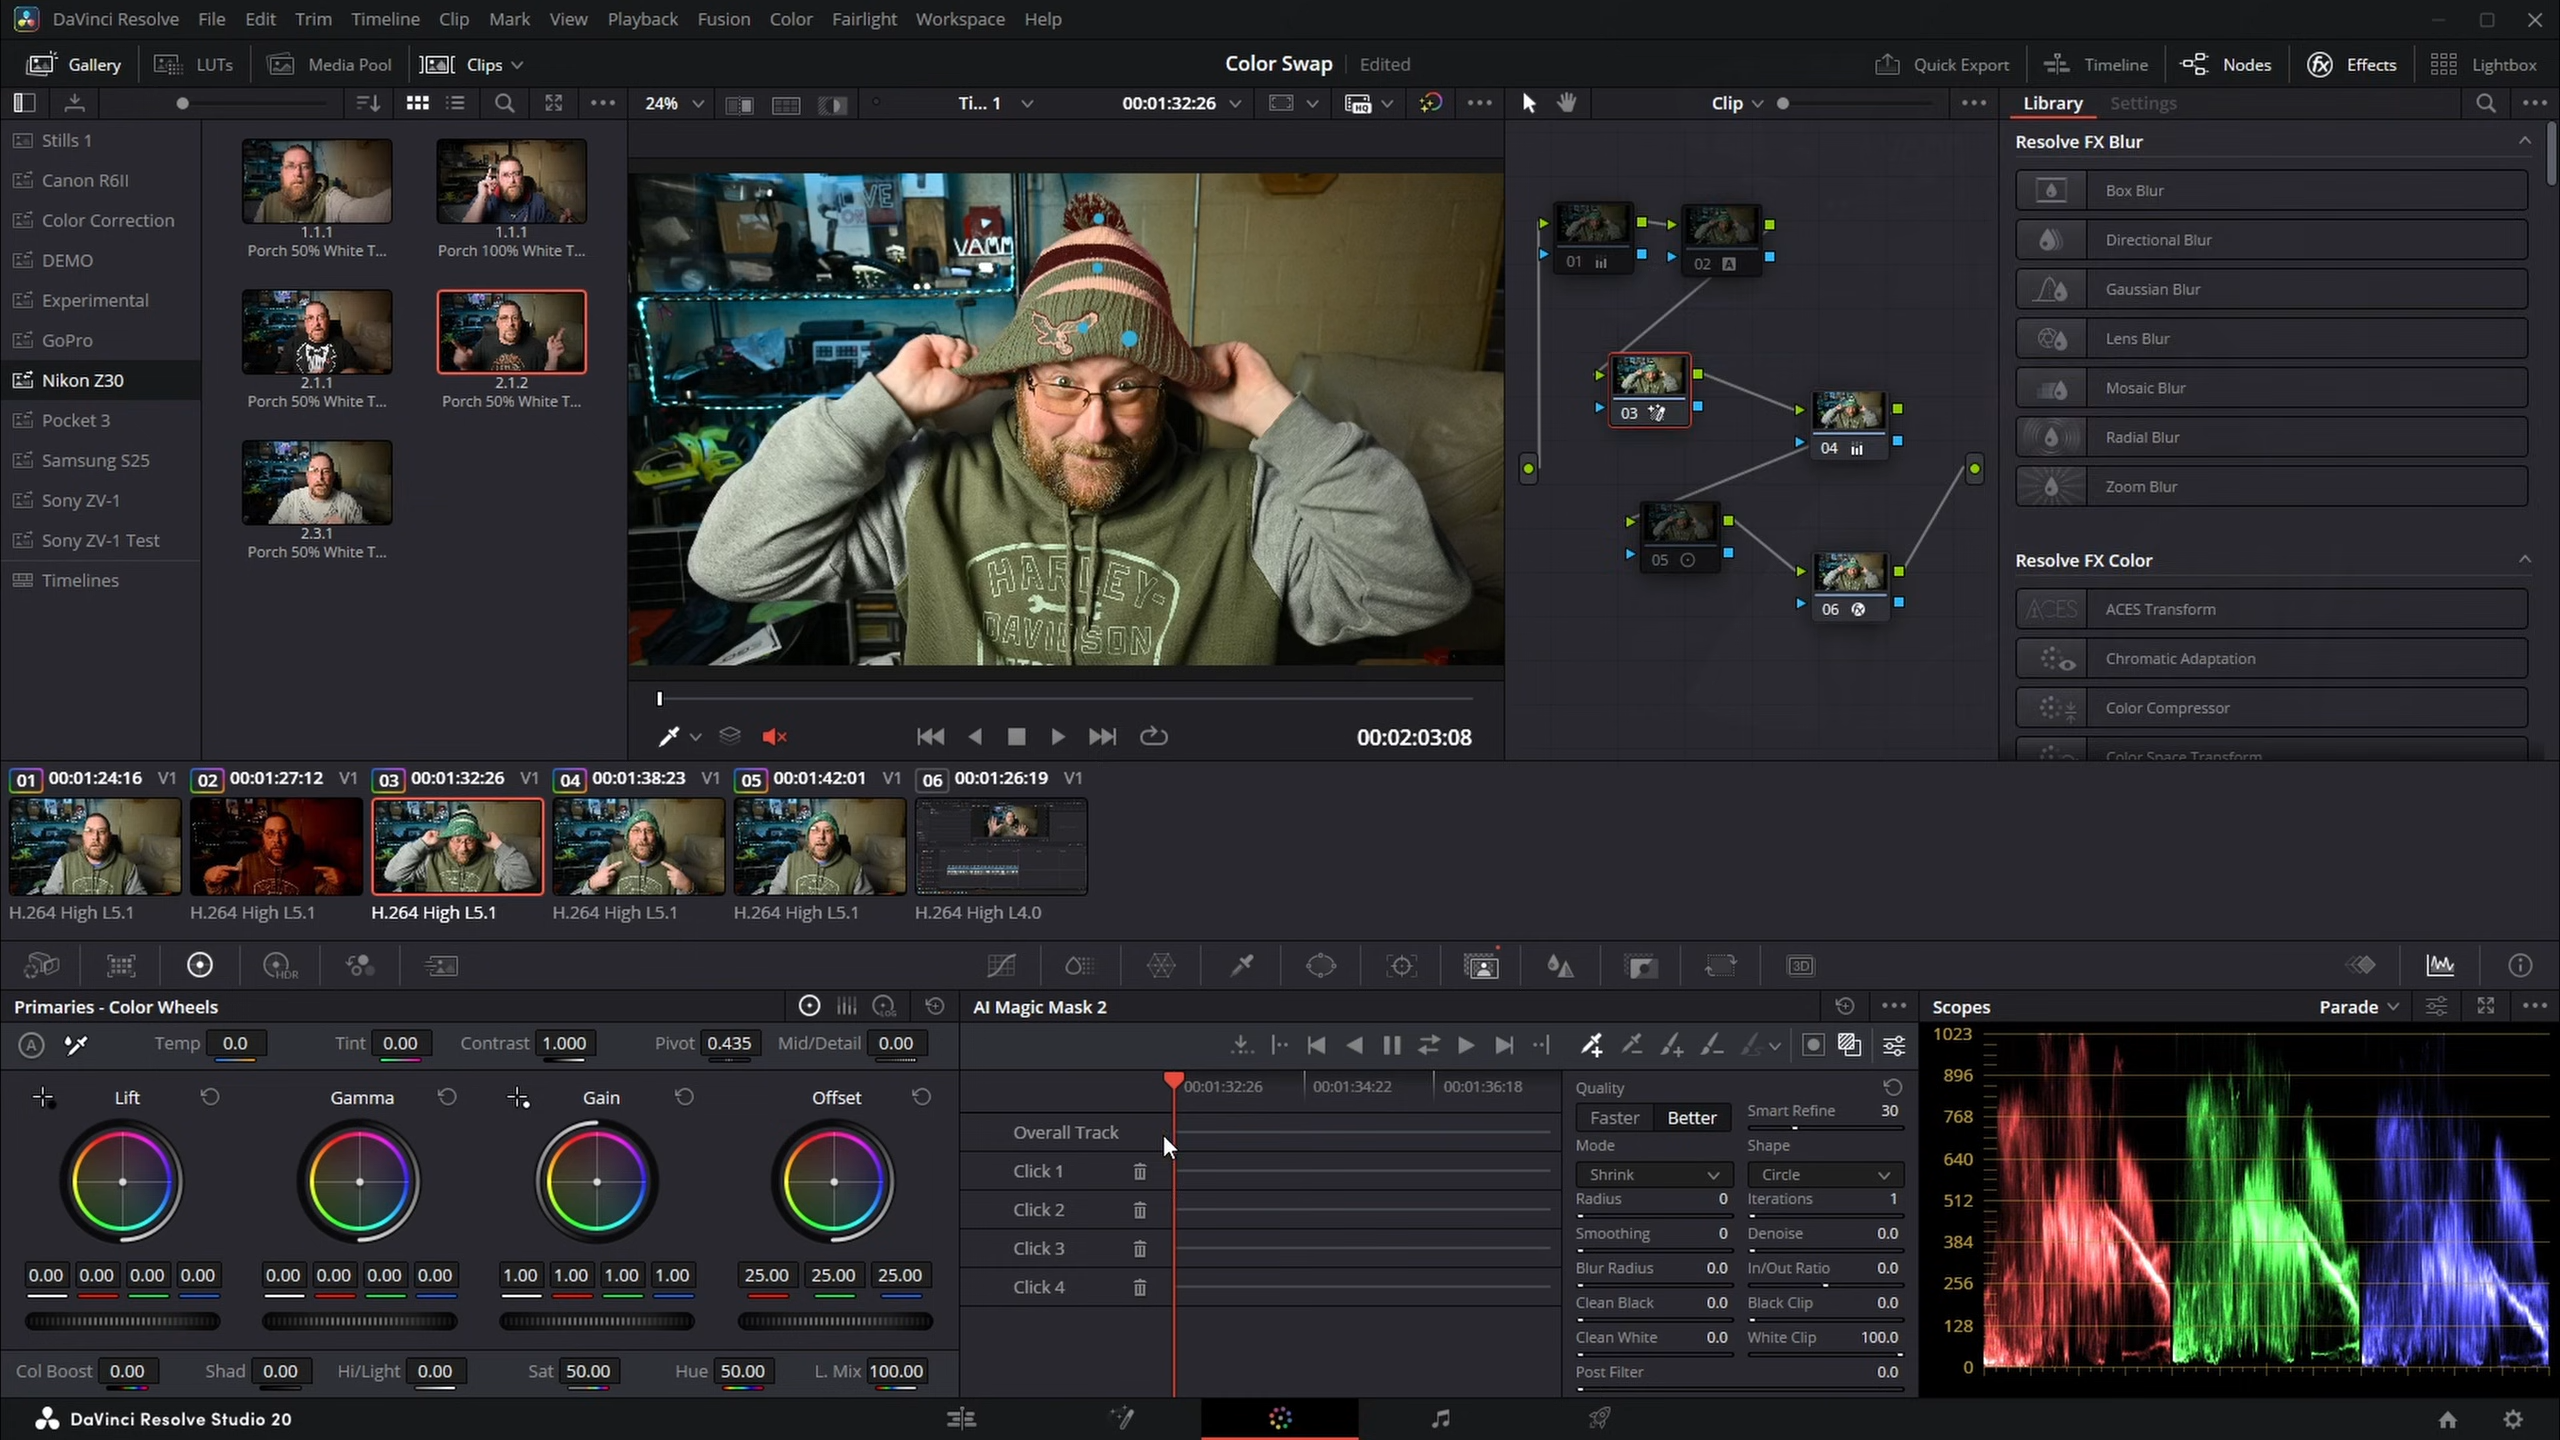 DaVinci Resolve File Edit Trim Timeline Clip Mark View Playback Fusion Color Fairlight Workspace Help
Gallery LUTs Media Pool Clips Color Swap Edited Quick Export Timeline Nodes Effects Lightbox
24% Ti... 1 00:01:32:26 HQ Clip Library Settings
Stills 1
Canon R6II
Color Correction
DEMO
Experimental
GoPro
Nikon Z30
Pocket 3
Samsung S25
Sony ZV-1
Sony ZV-1 Test
Timelines
1.1.1
Porch 50% White T...
1.1.1
Porch 100% White T...
2.1.1
Porch 50% White T...
2.1.2
Porch 50% White T...
2.3.1
Porch 50% White T...
HARLEY-
DAVIDSON
00:02:03:08
01
02 A
03
04
05
06
Resolve FX Blur
Box Blur
Directional Blur
Gaussian Blur
Lens Blur
Mosaic Blur
Radial Blur
Zoom Blur
Resolve FX Color
ACES ACES Transform
Chromatic Adaptation
Color Compressor
Color Space Transform
01 00:01:24:16 V1 02 00:01:27:12 V1 03 00:01:32:26 V1 04 00:01:38:23 V1 05 00:01:42:01 V1 06 00:01:26:19 V1
H.264 High L5.1 H.264 High L5.1 H.264 High L5.1 H.264 High L5.1 H.264 High L5.1 H.264 High L4.0
HDR 3D
Primaries - Color Wheels LOG
A Temp 0.0 Tint 0.00 Contrast 1.000 Pivot 0.435 Mid/Detail 0.00
Lift Gamma Gain Offset
0.00 0.00 0.00 0.00 0.00 0.00 0.00 0.00 1.00 1.00 1.00 1.00 25.00 25.00 25.00
Col Boost 0.00 Shad 0.00 Hi/Light 0.00 Sat 50.00 Hue 50.00 L. Mix 100.00
AI Magic Mask 2
00:01:32:26 00:01:34:22 00:01:36:18
Overall Track
Click 1
Click 2
Click 3
Click 4
Quality
Faster Better Smart Refine 30
Mode Shape
Shrink Circle
Radius 0 Iterations 1
Smoothing 0 Denoise 0.0
Blur Radius 0.0 In/Out Ratio 0.0
Clean Black 0.0 Black Clip 0.0
Clean White 0.0 White Clip 100.0
Post Filter 0.0
Scopes Parade
1023
896
768
640
512
384
256
128
0
DaVinci Resolve Studio 20